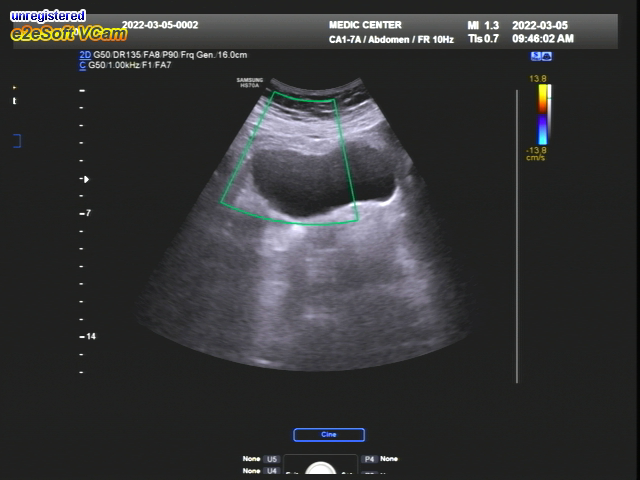 unregistered
e2eSoft VCam
2022-03-05-0002
MEDIC CENTER
MI 1.3
2022-03-05
CA1-7A / Abdomen / FR 10Hz
TIs 0.7
09:46:02 AM
2D G50/DR135/FA8/P90/Frq Gen./16.0cm
C G50/1.00kHz/F1/FA7
SAMSUNG
HS70A
13.8
-13.8
cm/s
7
14
Cine
None U5
P4 None
None U4